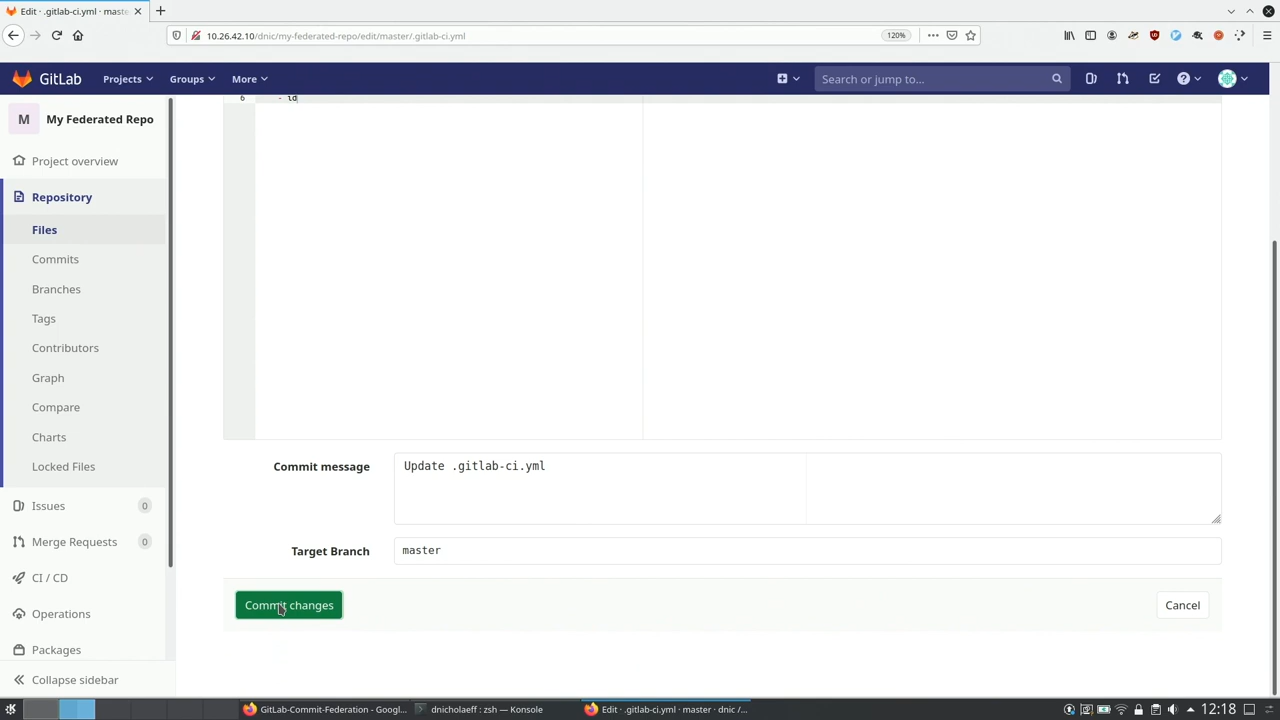 Edit · .gitlab-ci.yml · maste
10.26.42.10/dnic/my-federated-repo/edit/master/.gitlab-ci.yml
120%
GitLab
Projects
Groups
More
Search or jump to...
M
My Federated Repo
6
- id
Project overview
Repository
Files
Commits
Branches
Tags
Contributors
Graph
Compare
Charts
Locked Files
Issues
0
Merge Requests
0
CI / CD
Operations
Packages
Collapse sidebar
Commit message
Update .gitlab-ci.yml
Target Branch
master
Commit changes
Cancel
GitLab-Commit-Federation - Googl...
dnicholaeff : zsh — Konsole
Edit · .gitlab-ci.yml · master · dnic /...
12:18